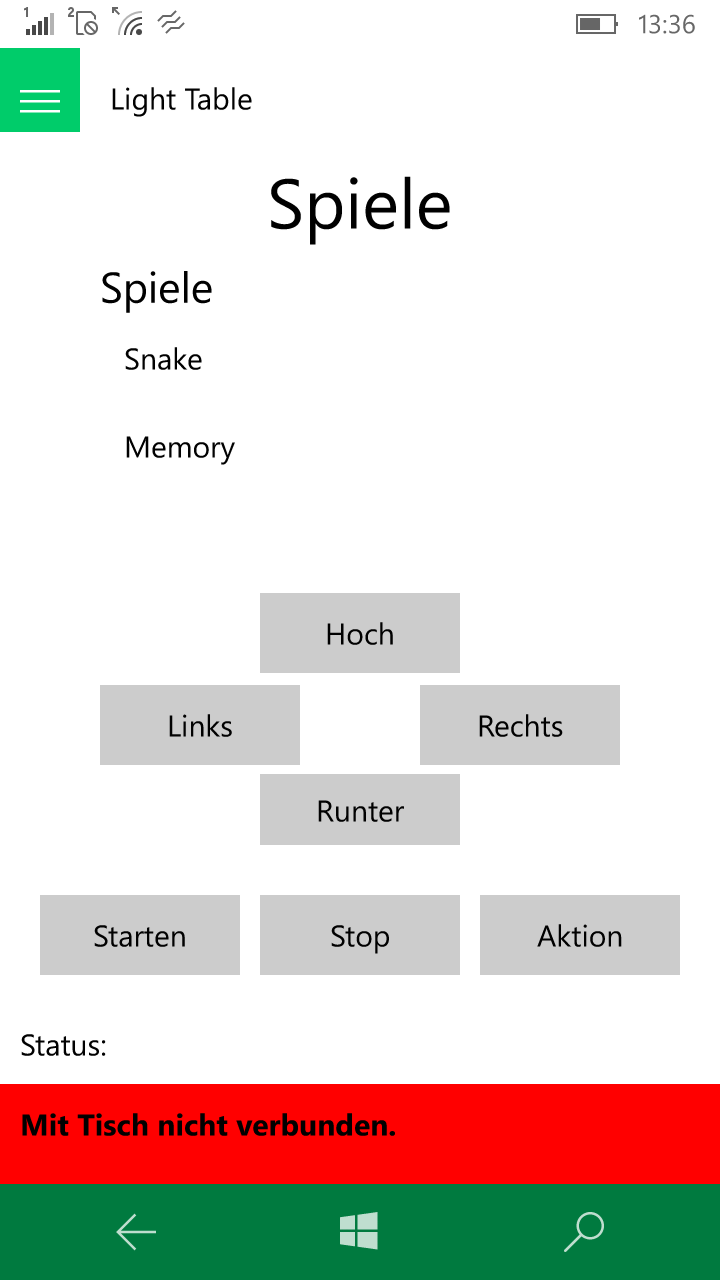 1 2 13:36
Light Table
Spiele
Spiele
Snake
Memory
Hoch
Links Rechts
Runter
Starten Stop Aktion
Status:
Mit Tisch nicht verbunden.